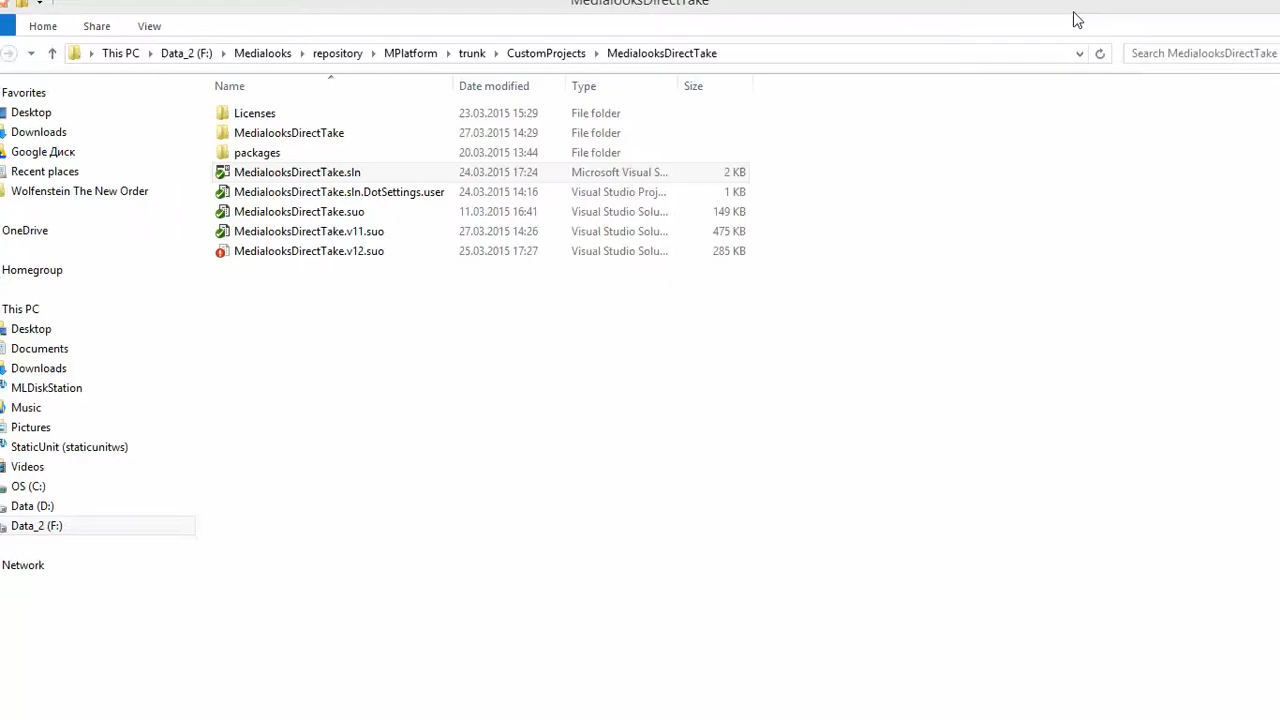 MedialooksDirectTake
Home Share View
This PC Data_2 (F:) Medialooks repository MPlatform trunk CustomProjects MedialooksDirectTake Search MedialooksDirectTake
Name Date modified Type Size
Favorites
Desktop
Downloads
Google Диск
Recent places
Wolfenstein The New Order
OneDrive
Homegroup
This PC
Desktop
Documents
Downloads
MLDiskStation
Music
Pictures
StaticUnit (staticunitws)
Videos
OS (C:)
Data (D:)
Data_2 (F:)
Network
Licenses 23.03.2015 15:29 File folder
MedialooksDirectTake 27.03.2015 14:29 File folder
packages 20.03.2015 13:44 File folder
MedialooksDirectTake.sln 24.03.2015 17:24 Microsoft Visual S... 2 KB
MedialooksDirectTake.sln.DotSettings.user 24.03.2015 14:16 Visual Studio Proj... 1 KB
MedialooksDirectTake.suo 11.03.2015 16:41 Visual Studio Solu... 149 KB
MedialooksDirectTake.v11.suo 27.03.2015 14:26 Visual Studio Solu... 475 KB
MedialooksDirectTake.v12.suo 25.03.2015 17:27 Visual Studio Solu... 285 KB